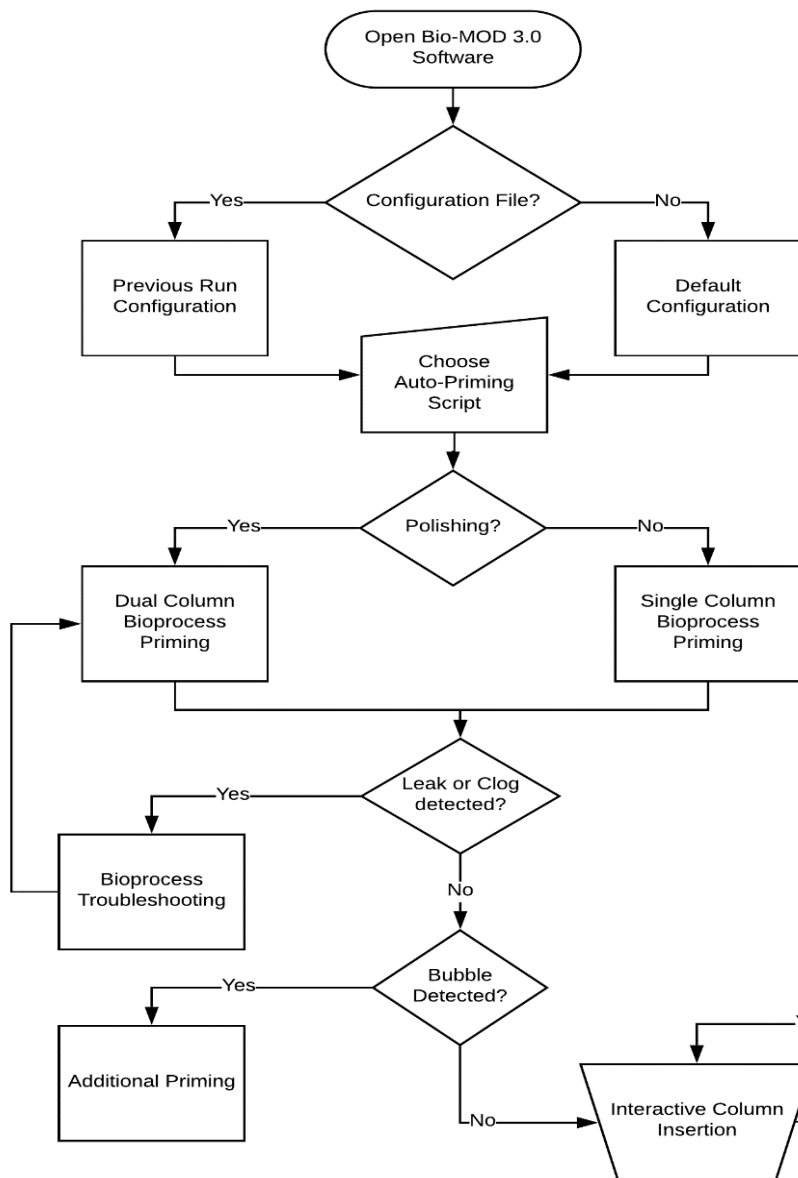 Open Bio-MOD 3.0
Software
Configuration File?
Yes
No
Previous Run
Configuration
Default
Configuration
Choose
Auto-Priming
Script
Polishing?
Yes
No
Dual Column
Bioprocess
Priming
Single Column
Bioprocess
Priming
Leak or Clog
detected?
Yes
No
Bioprocess
Troubleshooting
Bubble
Detected?
Yes
No
Additional Priming
Interactive Column
Insertion